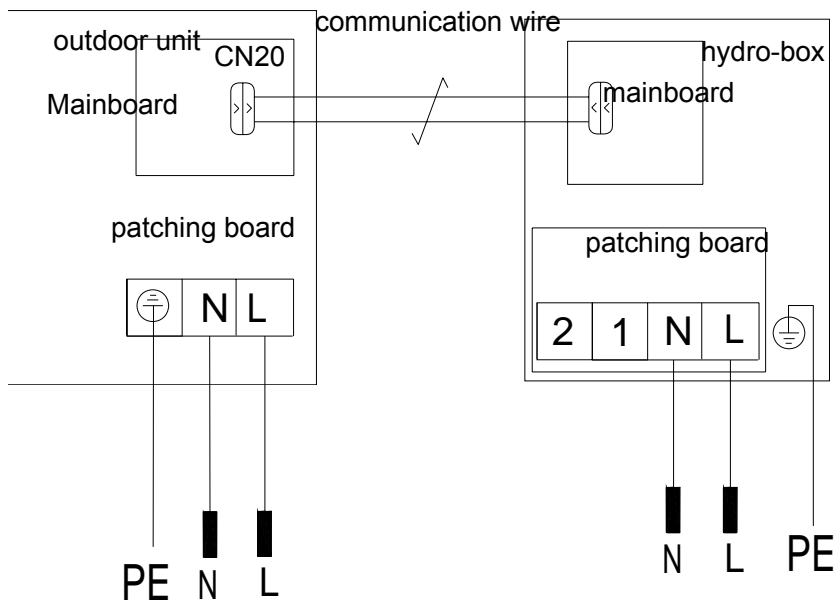 communication wire
outdoor unit
CN20
Mainboard
hydro-box
mainboard
patching board
N L
patching board
2 1 N L
PE N L
N L PE